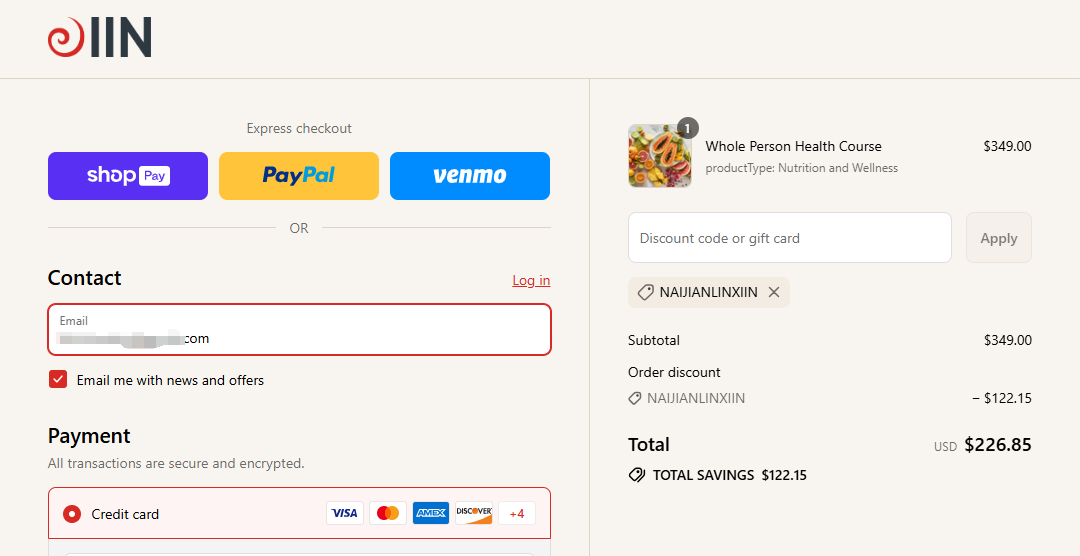 IIN
Express checkout
shop Pay
PayPal
venmo
OR
Contact
Log in
Email
com
Email me with news and offers
Payment
All transactions are secure and encrypted.
Credit card
VISA
AMEX
DISCOVER
+4
1
Whole Person Health Course
$349.00
productType: Nutrition and Wellness
Discount code or gift card
Apply
NAIJIANLINXIIN
Subtotal
$349.00
Order discount
NAIJIANLINXIIN
− $122.15
Total
USD $226.85
TOTAL SAVINGS $122.15